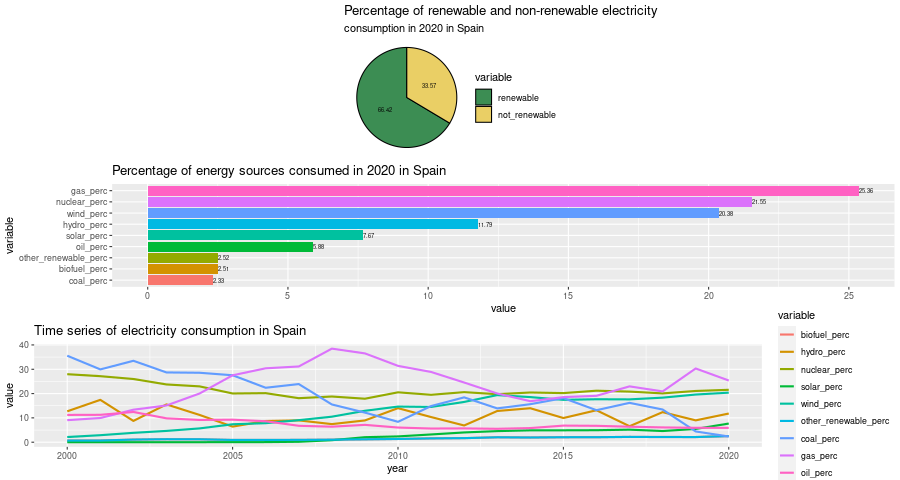 Percentage of renewable and non-renewable electricity
consumption in 2020 in Spain
variable
33.57
66.42
renewable
not_renewable
Percentage of energy sources consumed in 2020 in Spain
variable
gas_perc
25.36
nuclear_perc
21.55
wind_perc
20.38
hydro_perc
11.79
solar_perc
7.67
oil_perc
5.88
other_renewable_perc
2.52
biofuel_perc
2.51
coal_perc
2.33
0 5 10 15 20 25
value
Time series of electricity consumption in Spain
value
40
30
20
10
0
2000 2005 2010 2015 2020
year
variable
biofuel_perc
hydro_perc
nuclear_perc
solar_perc
wind_perc
other_renewable_perc
coal_perc
gas_perc
oil_perc